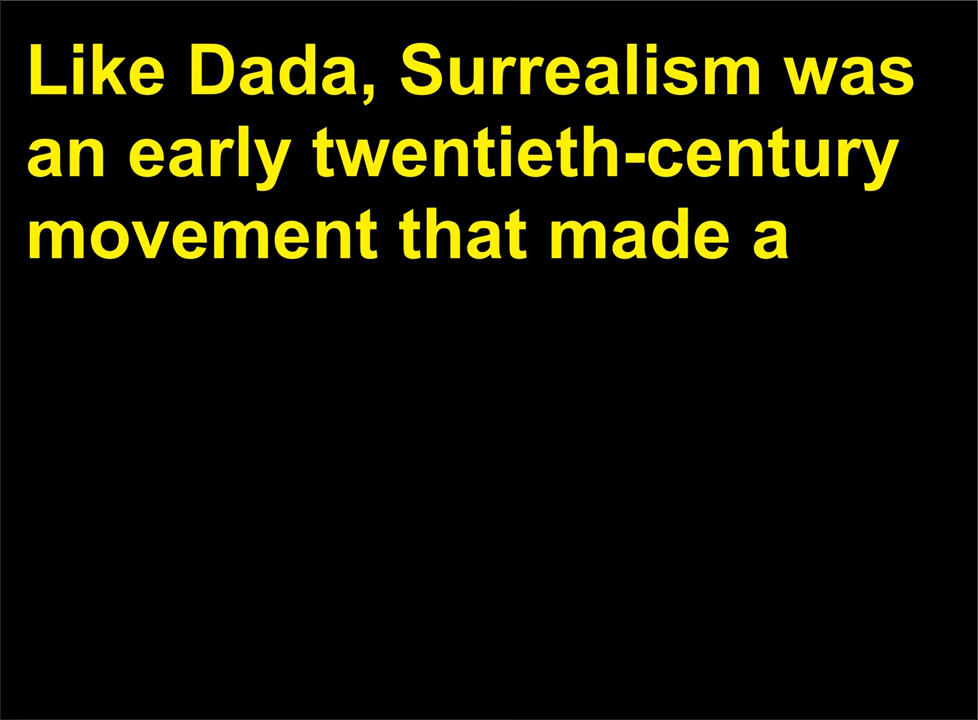 Like Dada, Surrealism was
an early twentieth-century
movement that made a